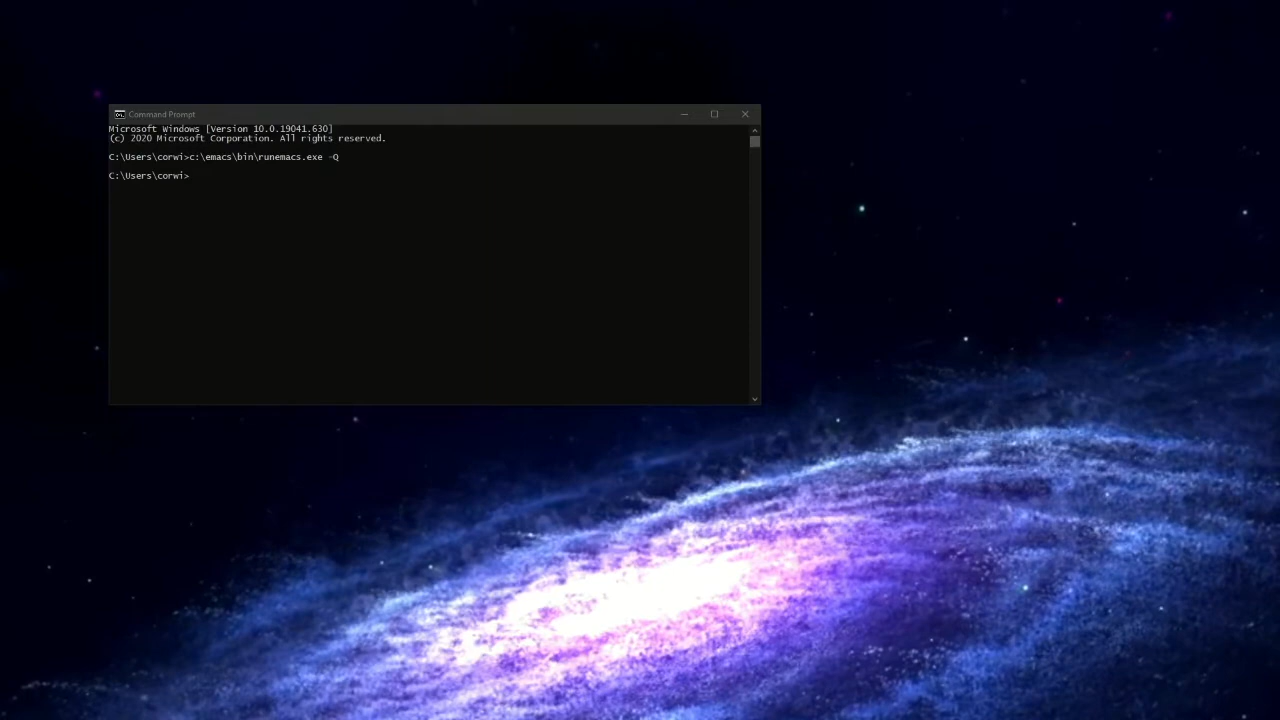 Command Prompt
Microsoft Windows [Version 10.0.19041.630]
(c) 2020 Microsoft Corporation. All rights reserved.
C:\Users\corwi>c:\emacs\bin\runemacs.exe -Q
C:\Users\corwi>